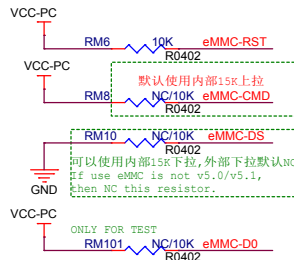 VCC-PC
RM6 10K eMMC-RST
R0402
VCC-PC
默认使用内部15K上拉
RM8 NC/10K eMMC-CMD
R0402
RM10 NC/10K eMMC-DS
R0402
可以使用内部15K下拉,外部下拉默认NC
If use eMMC is not v5.0/v5.1,
then NC this resistor.
GND
VCC-PC
ONLY FOR TEST
RM101 NC/10K eMMC-D0
R0402